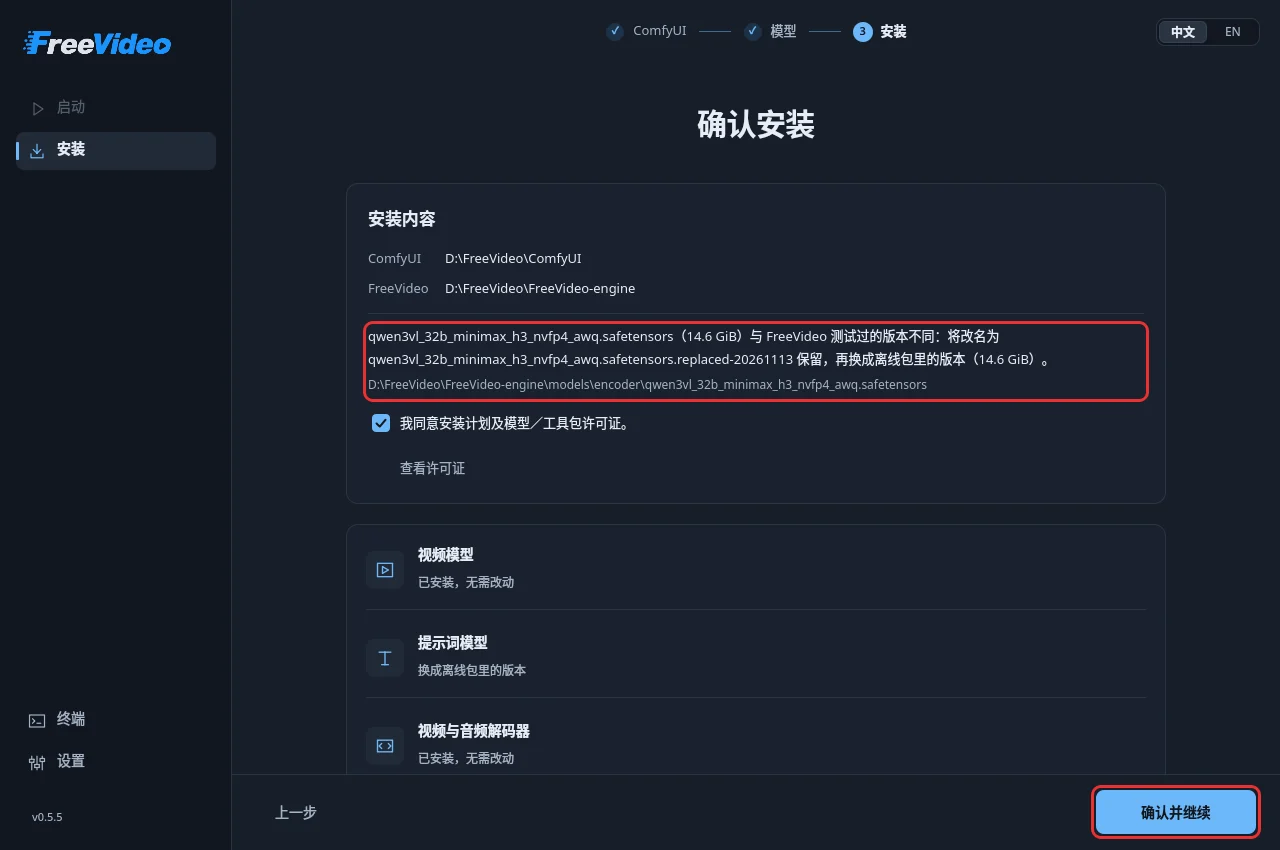 FreeVideo
ComfyUI
模型
3 安装
中文 EN
启动
安装
确认安装
安装内容
ComfyUI D:\FreeVideo\ComfyUI
FreeVideo D:\FreeVideo\FreeVideo-engine
qwen3vl_32b_minimax_h3_nvfp4_awq.safetensors（14.6 GiB）与 FreeVideo 测试过的版本不同：将改名为
qwen3vl_32b_minimax_h3_nvfp4_awq.safetensors.replaced-20261113 保留，再换成离线包里的版本（14.6 GiB）。
D:\FreeVideo\FreeVideo-engine\models\encoder\qwen3vl_32b_minimax_h3_nvfp4_awq.safetensors
我同意安装计划及模型／工具包许可证。
查看许可证
视频模型
已安装，无需改动
提示词模型
换成离线包里的版本
视频与音频解码器
已安装，无需改动
终端
设置
v0.5.5
上一步
确认并继续